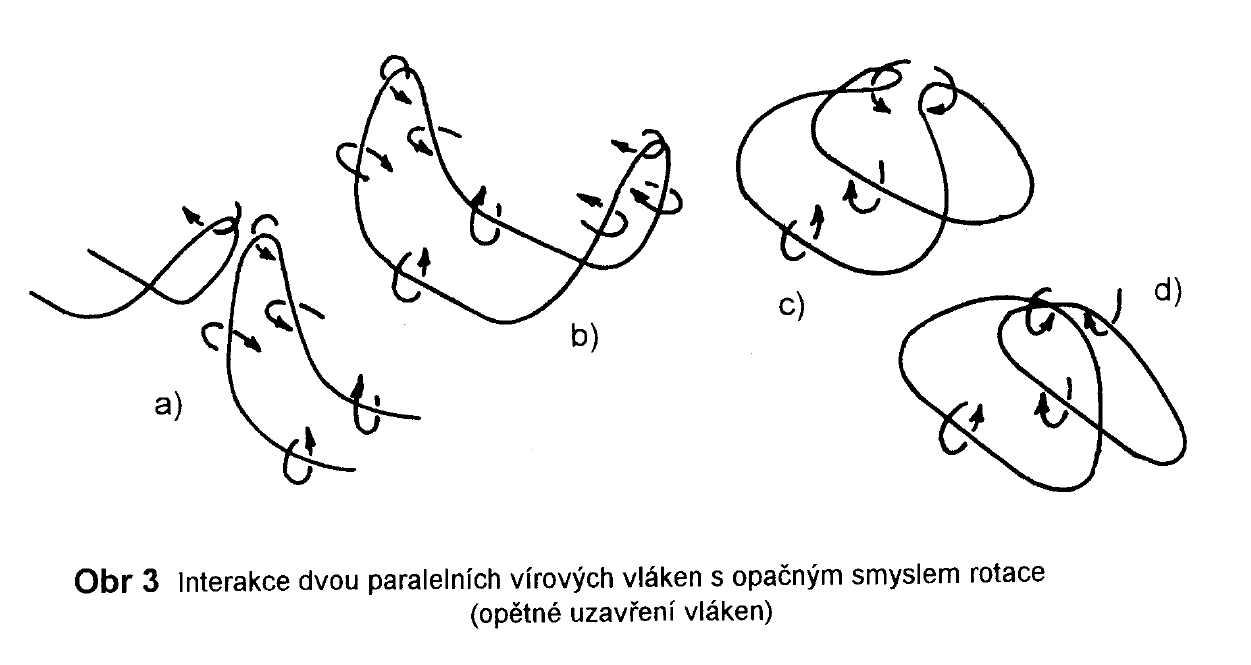 b)
c)
d)
a)
Obr 3 Interakce dvou paralelních vírových vláken s opačným smyslem rotace
(opětné uzavření vláken)